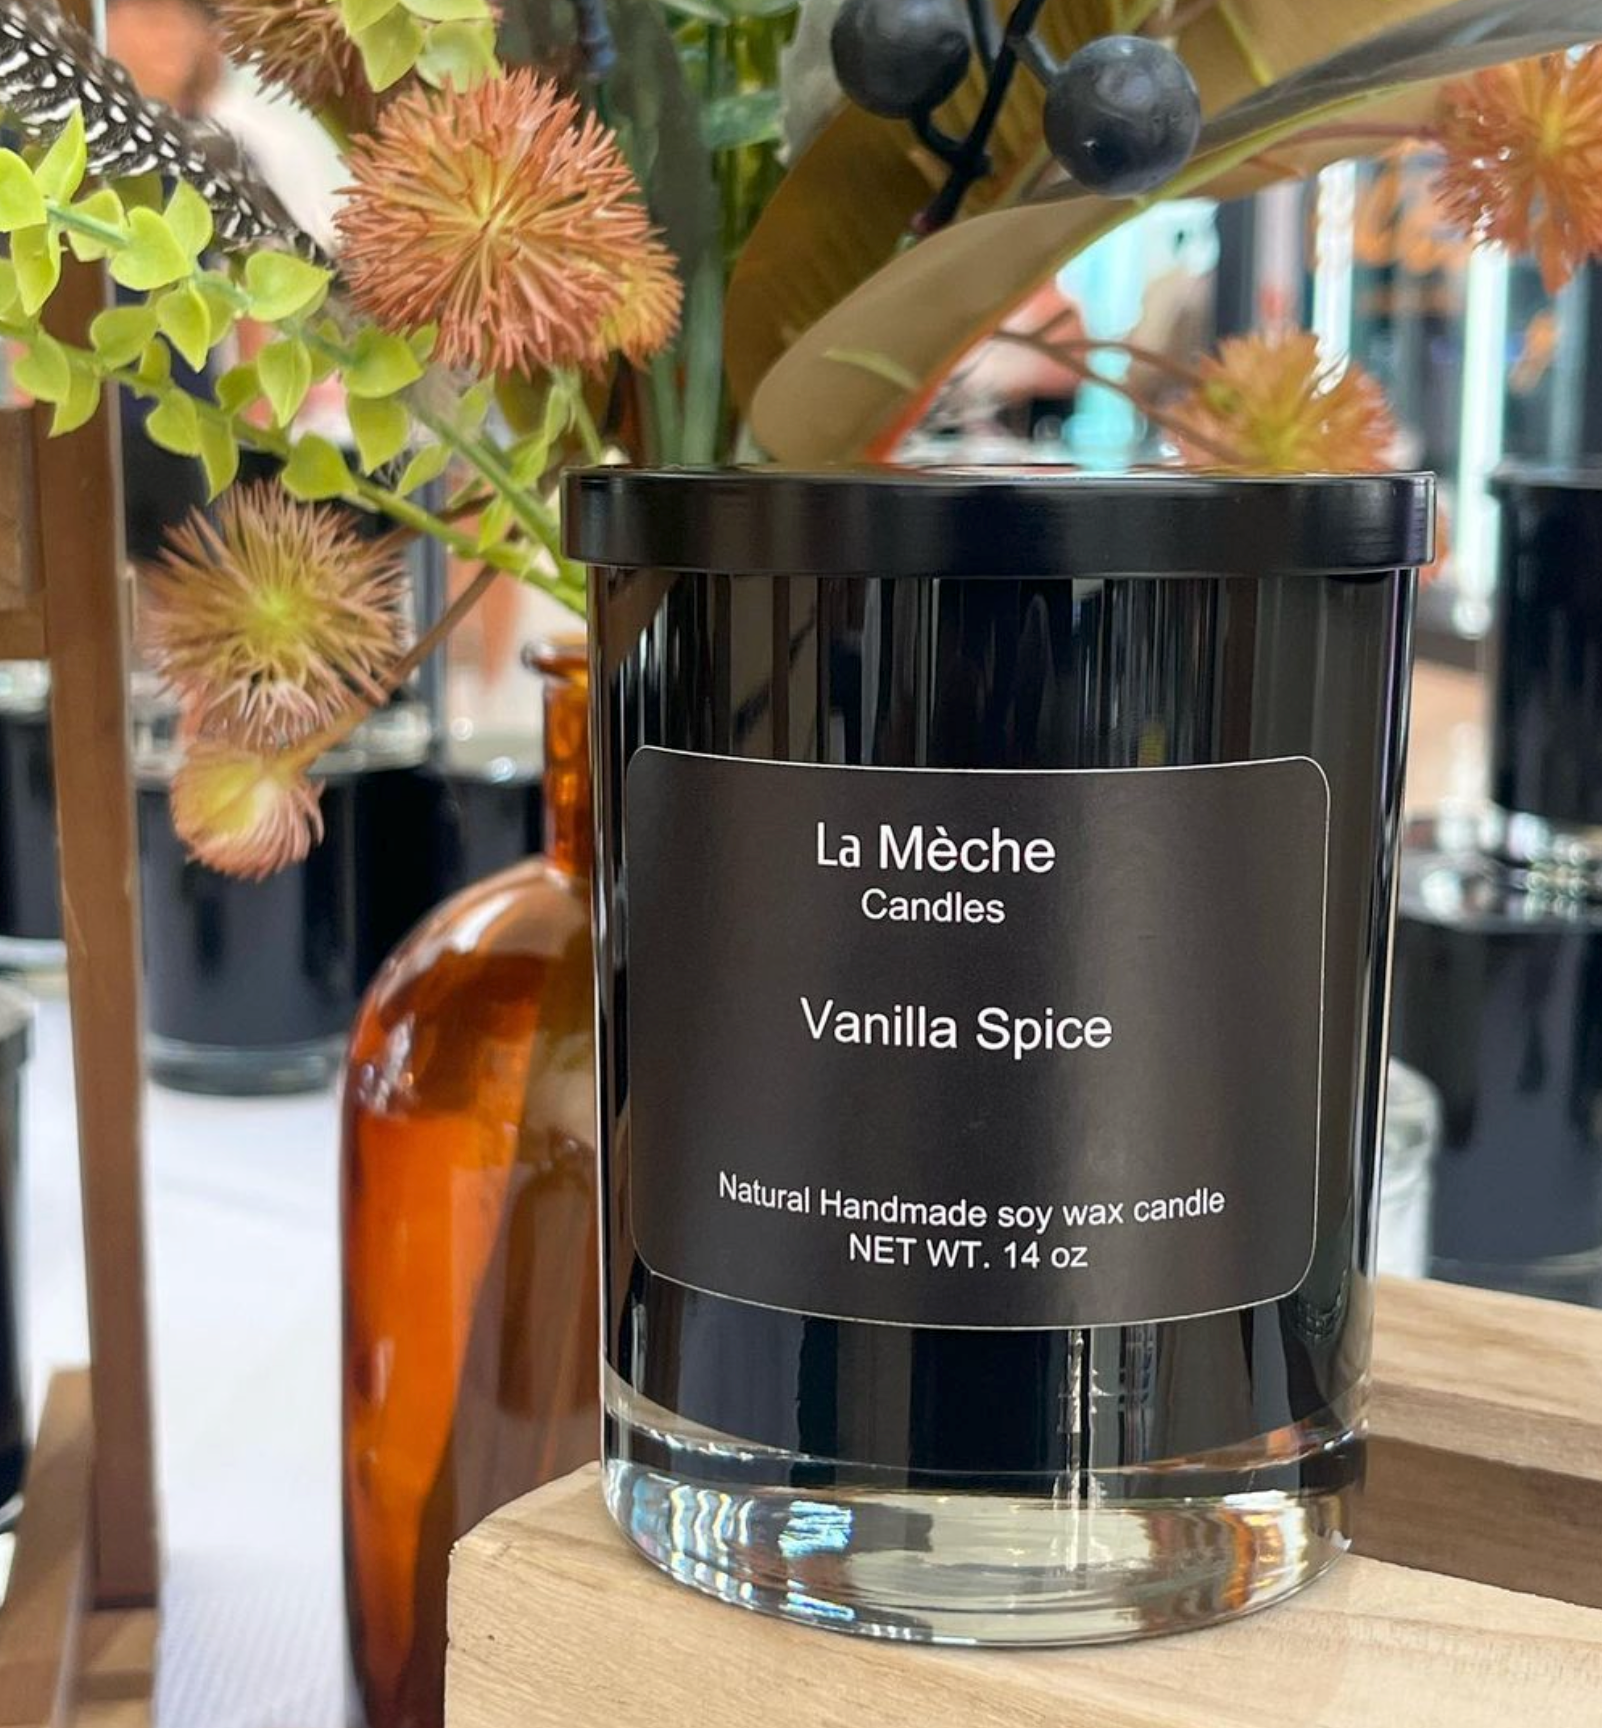 La Mèche
Candles
Vanilla Spice
Natural Handmade soy wax candle
NET WT. 14 oz